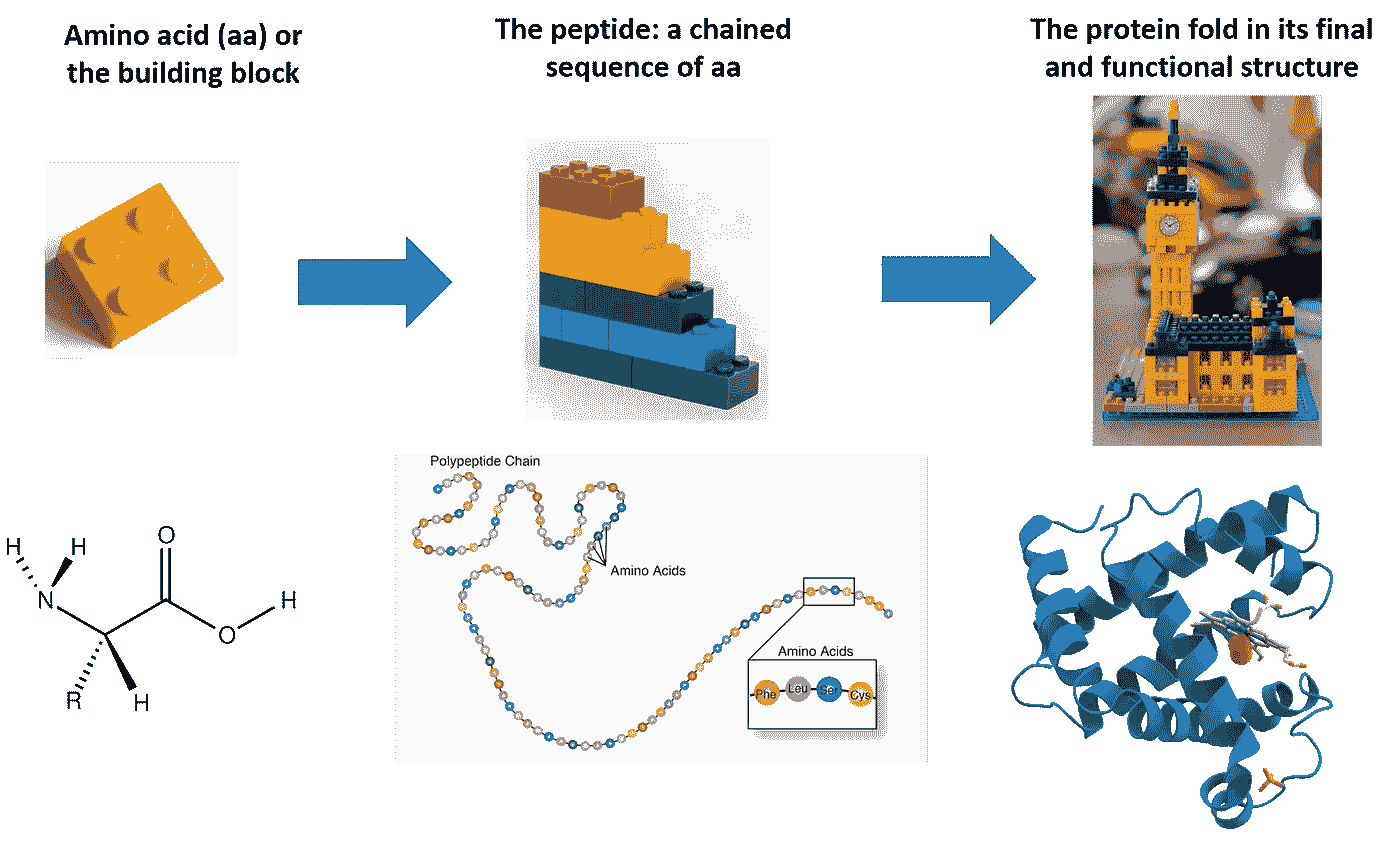 Amino acid (aa) or
the building block
The peptide: a chained
sequence of aa
The protein fold in its final
and functional structure
Polypeptide Chain
Amino Acids
Amino Acids
Phe Leu Ser Cys
H H O
N O H
R H